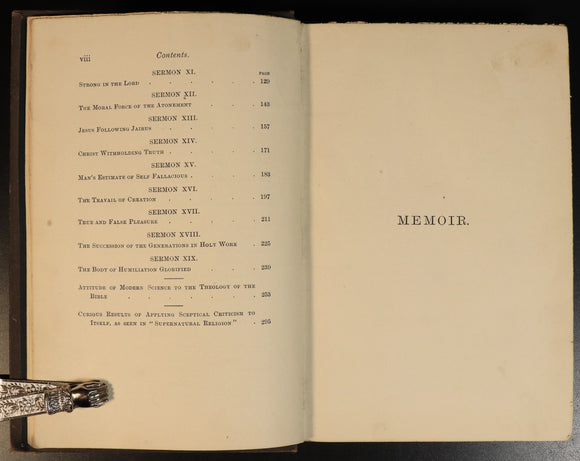 viii Contents.
SERMON XI.
PAGE
STRONG IN THE LORD . . . . . . 129
SERMON XII.
THE MORAL FORCE OF THE ATONEMENT . . . . 143
SERMON XIII.
JESUS FOLLOWING JAIRUS . . . . . 157
SERMON XIV.
CHRIST WITHHOLDING TRUTH . . . . . 171
SERMON XV.
MAN'S ESTIMATE OF SELF FALLACIOUS . . . . 183
SERMON XVI.
THE TRAVAIL OF CREATION . . . . . 197
SERMON XVII.
TRUE AND FALSE PLEASURE . . . . . 211
SERMON XVIII.
THE SUCCESSION OF THE GENERATIONS IN HOLY WORK . 225
SERMON XIX.
THE BODY OF HUMILIATION GLORIFIED . . . 239
ATTITUDE OF MODERN SCIENCE TO THE THEOLOGY OF THE
BIBLE . . . . . . . 253
CURIOUS RESULTS OF APPLYING SCEPTICAL CRITICISM TO
ITSELF, AS SEEN IN "SUPERNATURAL RELIGION" . 295
MEMOIR.